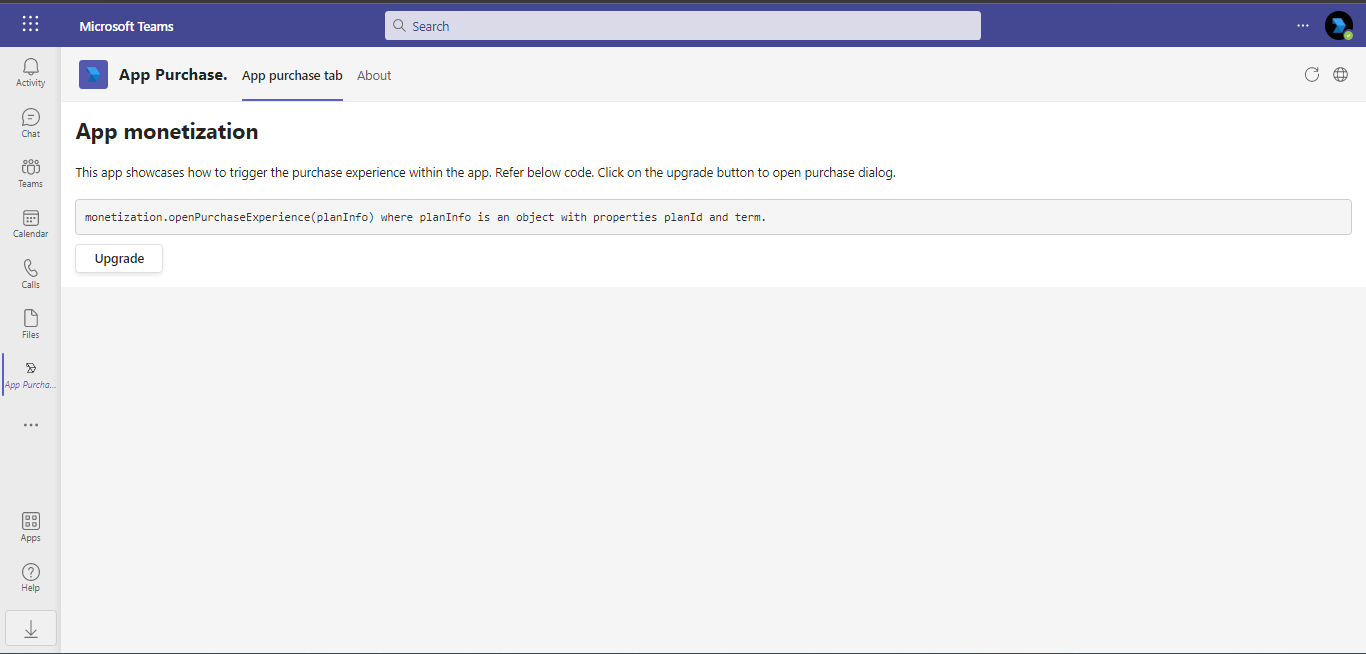 Microsoft Teams
Search
Activity
Chat
Teams
Calendar
Calls
Files
App Purcha...
Apps
Help
App Purchase.
App purchase tab
About
App monetization
This app showcases how to trigger the purchase experience within the app. Refer below code. Click on the upgrade button to open purchase dialog.
monetization.openPurchaseExperience(planInfo) where planInfo is an object with properties planId and term.
Upgrade